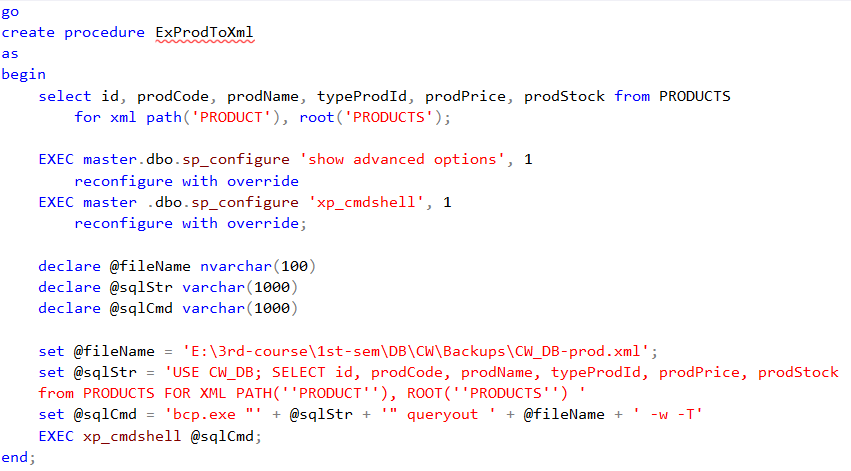 go
create procedure ExProdToXml
as
begin
    select id, prodCode, prodName, typeProdId, prodPrice, prodStock from PRODUCTS
        for xml path('PRODUCT'), root('PRODUCTS');

    EXEC master.dbo.sp_configure 'show advanced options', 1
        reconfigure with override
    EXEC master .dbo.sp_configure 'xp_cmdshell', 1
        reconfigure with override;

    declare @fileName nvarchar(100)
    declare @sqlStr varchar(1000)
    declare @sqlCmd varchar(1000)

    set @fileName = 'E:\3rd-course\1st-sem\DB\CW\Backups\CW_DB-prod.xml';
    set @sqlStr = 'USE CW_DB; SELECT id, prodCode, prodName, typeProdId, prodPrice, prodStock
    from PRODUCTS FOR XML PATH(''PRODUCT''), ROOT(''PRODUCTS'') '
    set @sqlCmd = 'bcp.exe "' + @sqlStr + '" queryout ' + @fileName + ' -w -T'
    EXEC xp_cmdshell @sqlCmd;
end;